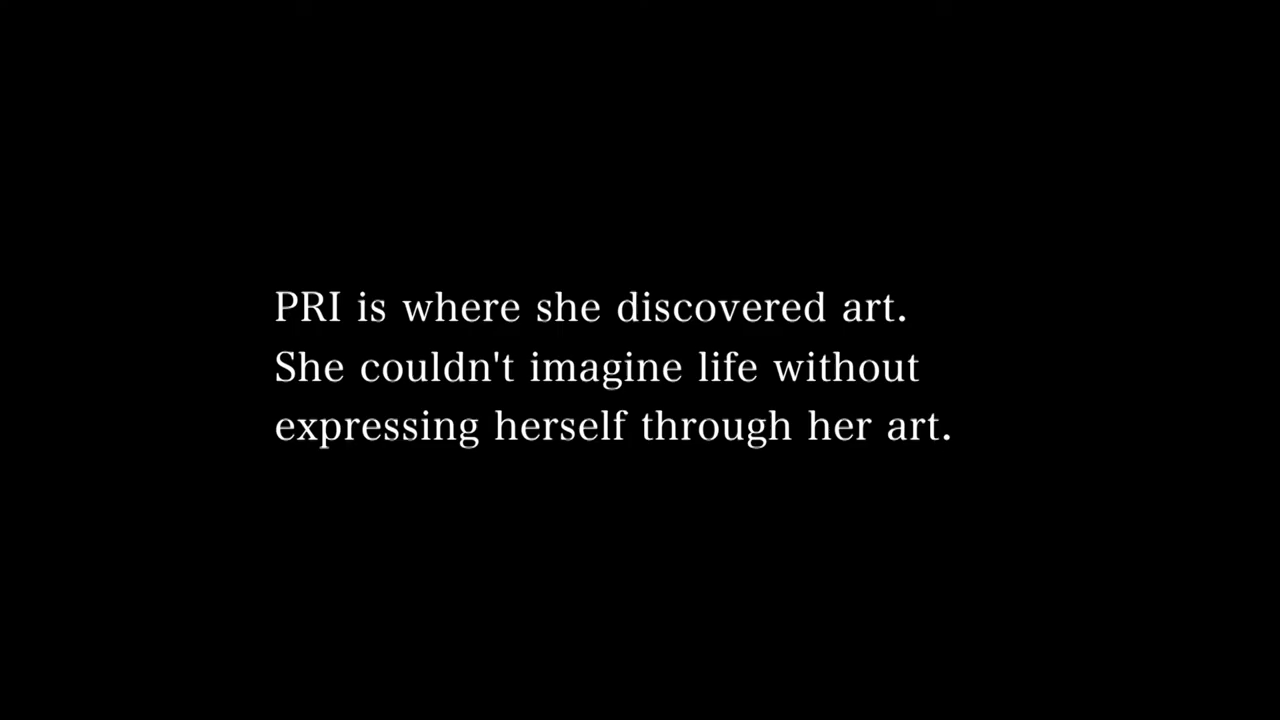 PRI is where she discovered art.
She couldn't imagine life without
expressing herself through her art.